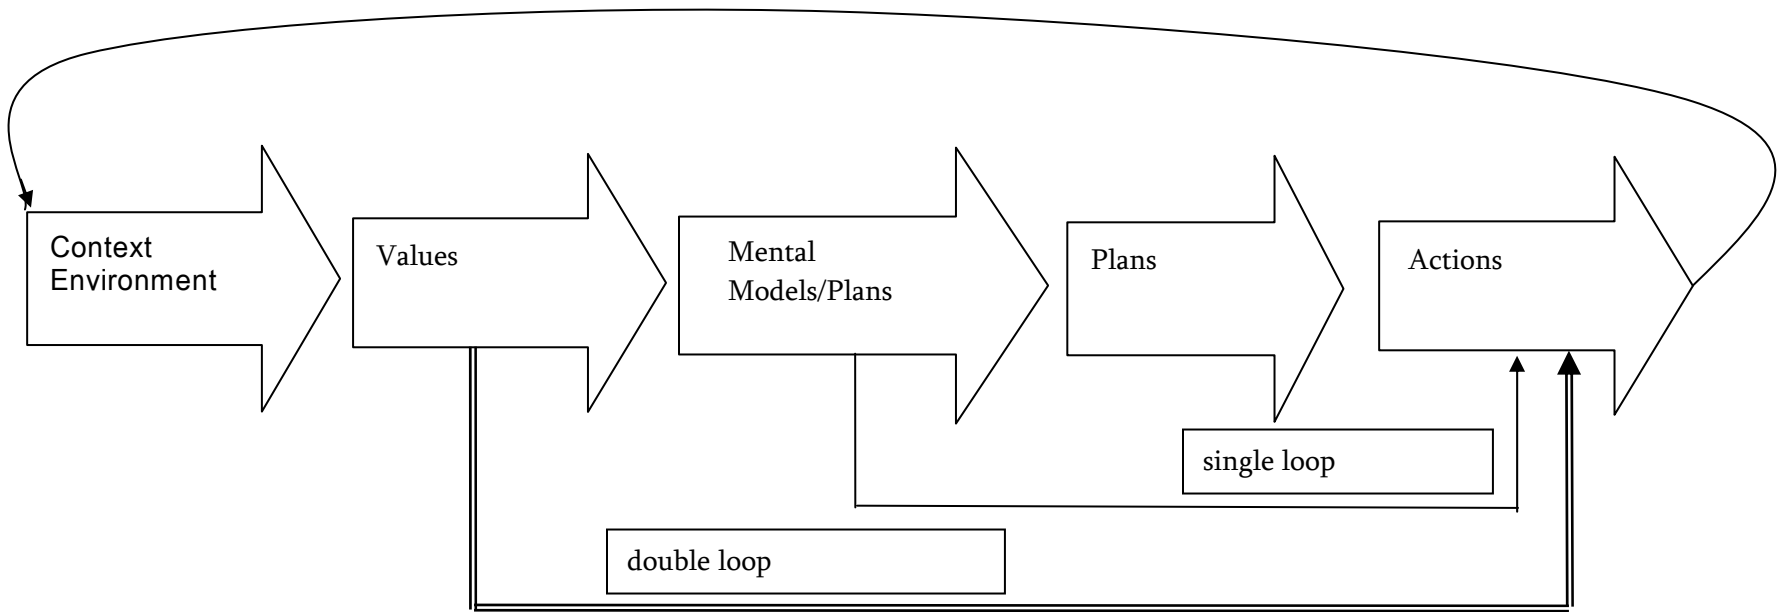 Context
Environment
Values
Mental
Models/Plans
Plans
Actions
single loop
double loop